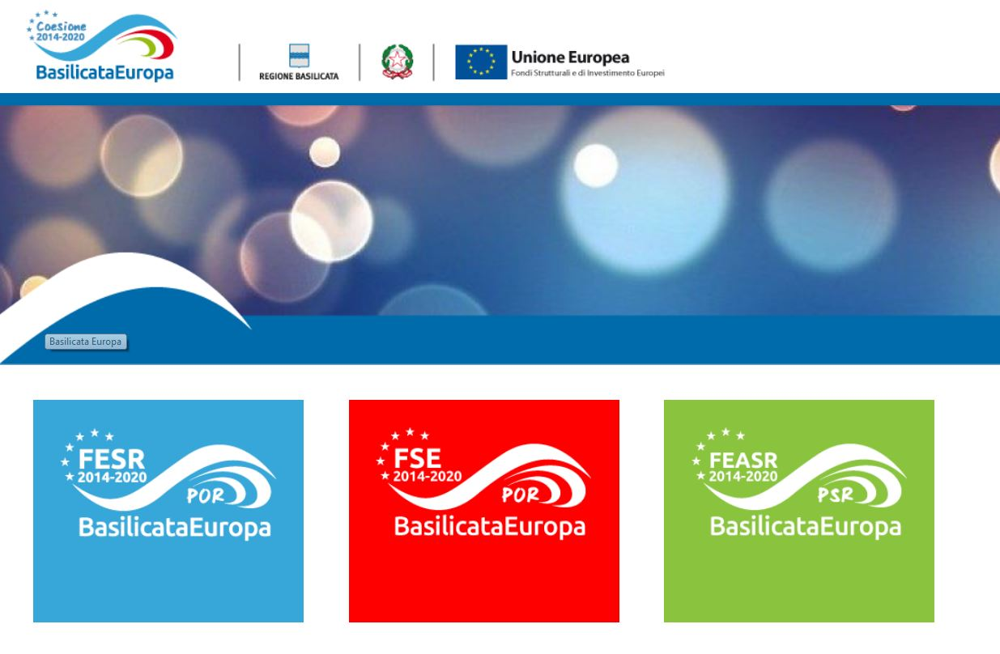 Coesione
2014-2020
BasilicataEuropa
REGIONE BASILICATA
Unione Europea
Fondi Strutturali e di Investimento Europei
Basilicata Europa
FESR
2014-2020
POR
BasilicataEuropa
FSE
2014-2020
POR
BasilicataEuropa
FEASR
2014-2020
PSR
BasilicataEuropa